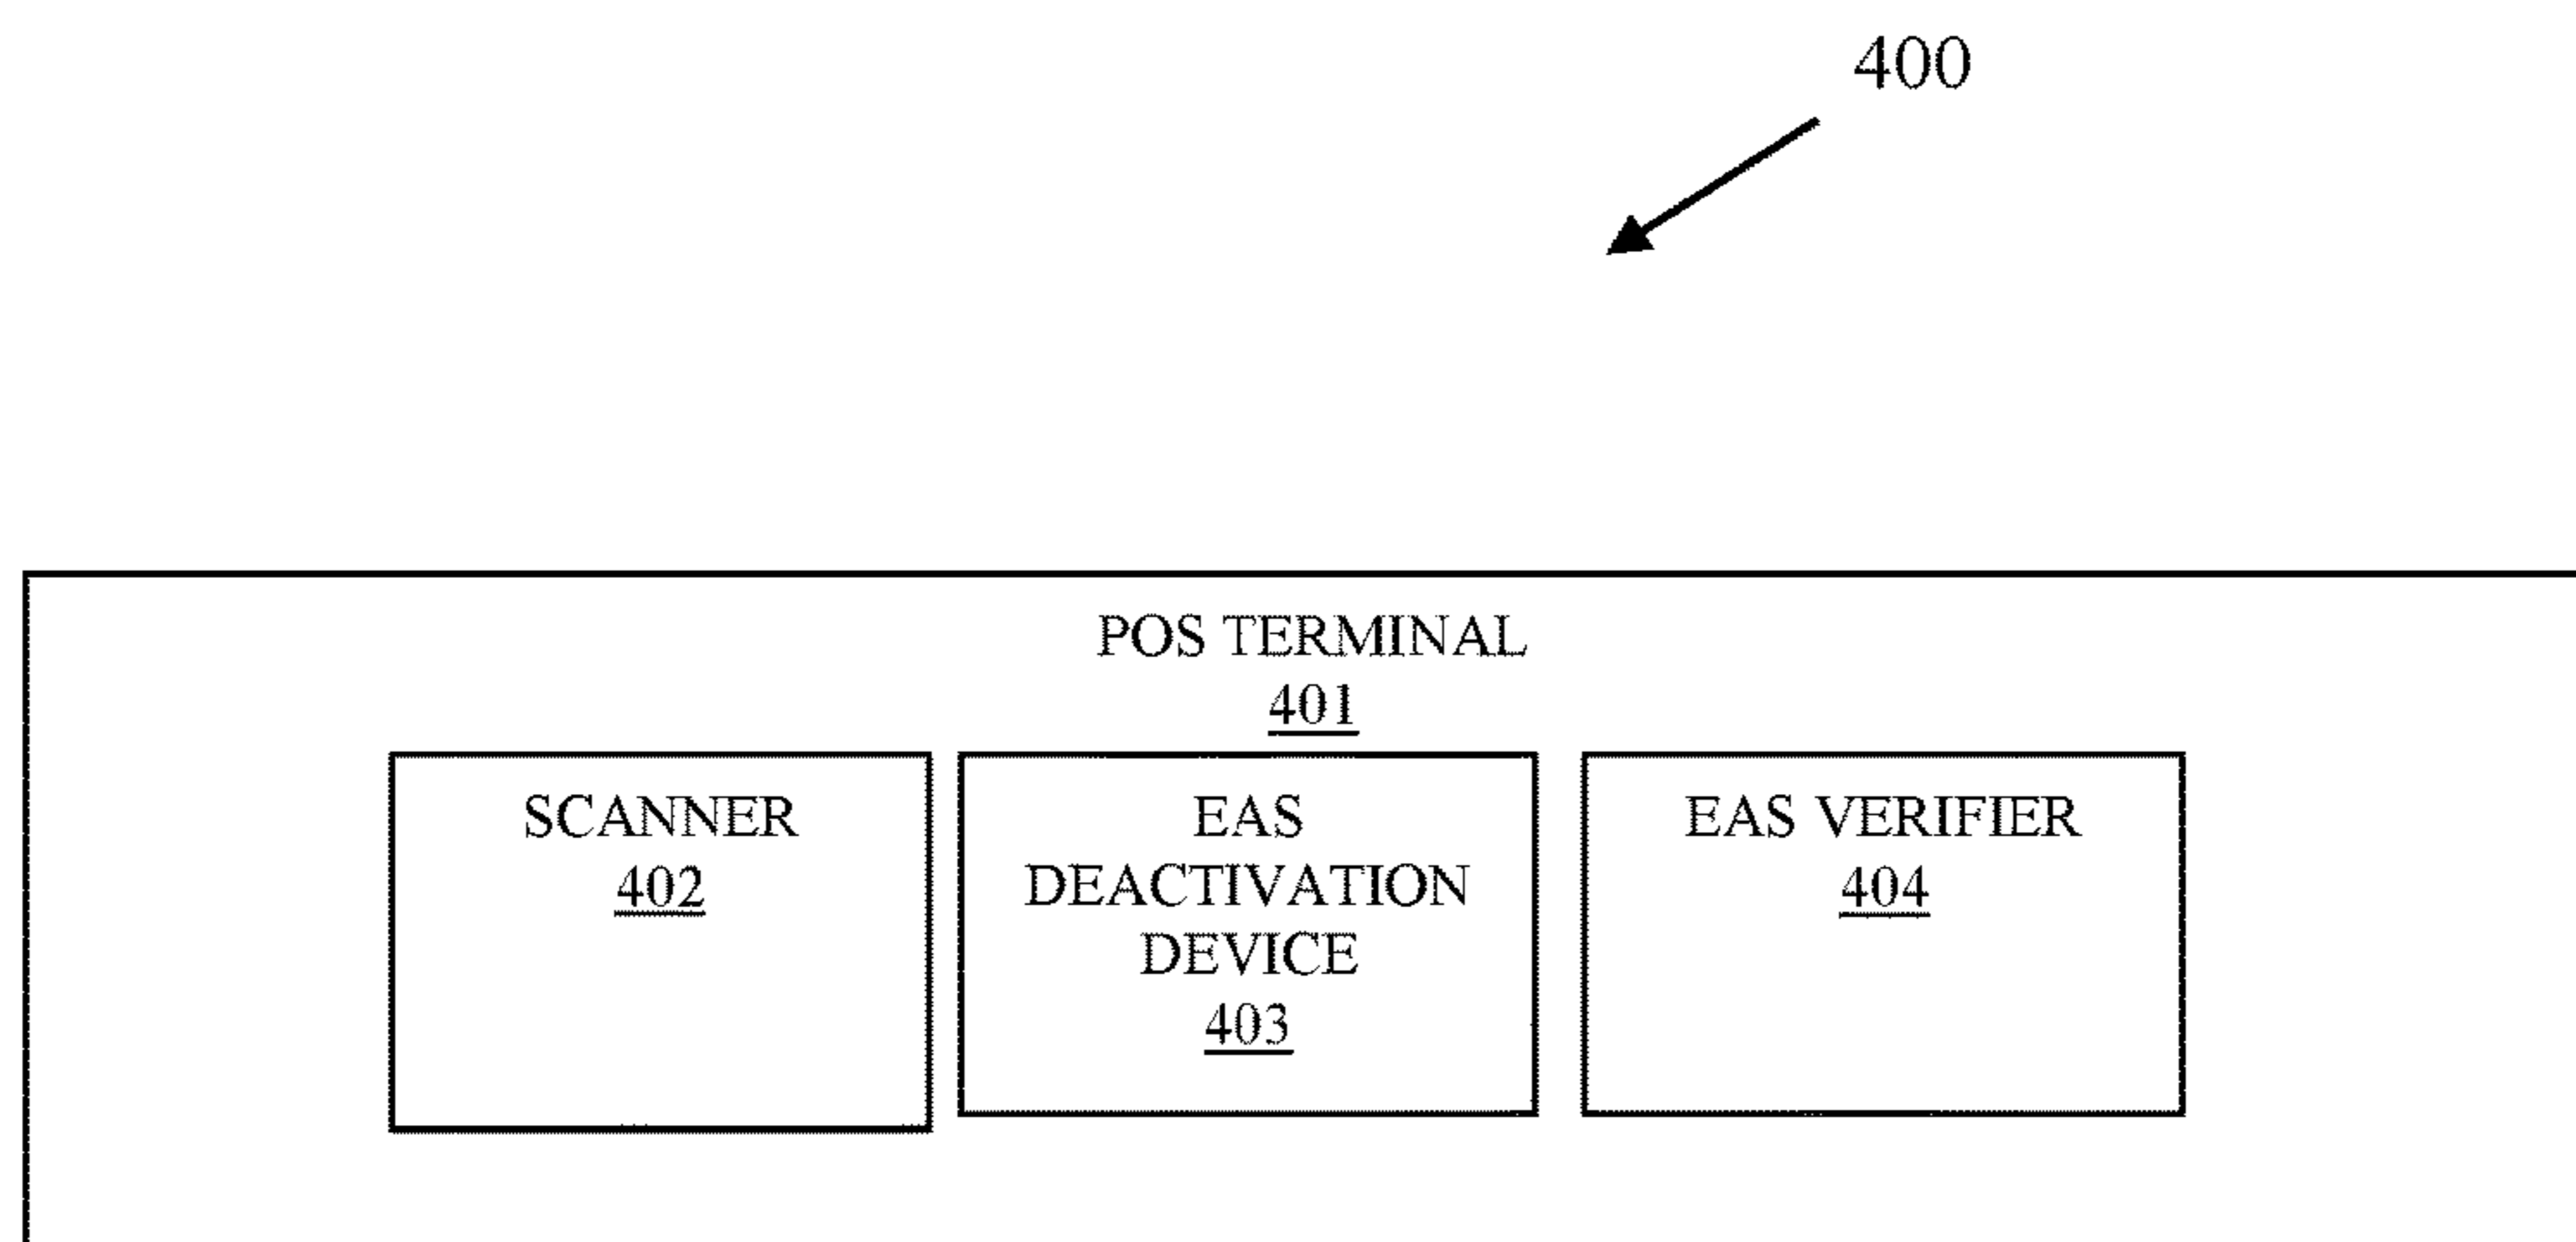 400
POS TERMINAL
401
SCANNER
402
EAS
DEACTIVATION
DEVICE
403
EAS VERIFIER
404